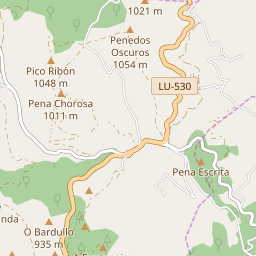 1021 m
Penedos
Oscuros
1054 m
Pico Ribón
1048 m
LU-530
Pena Chorosa
1011 m
Pena Escrita
O Bardullo
935 m